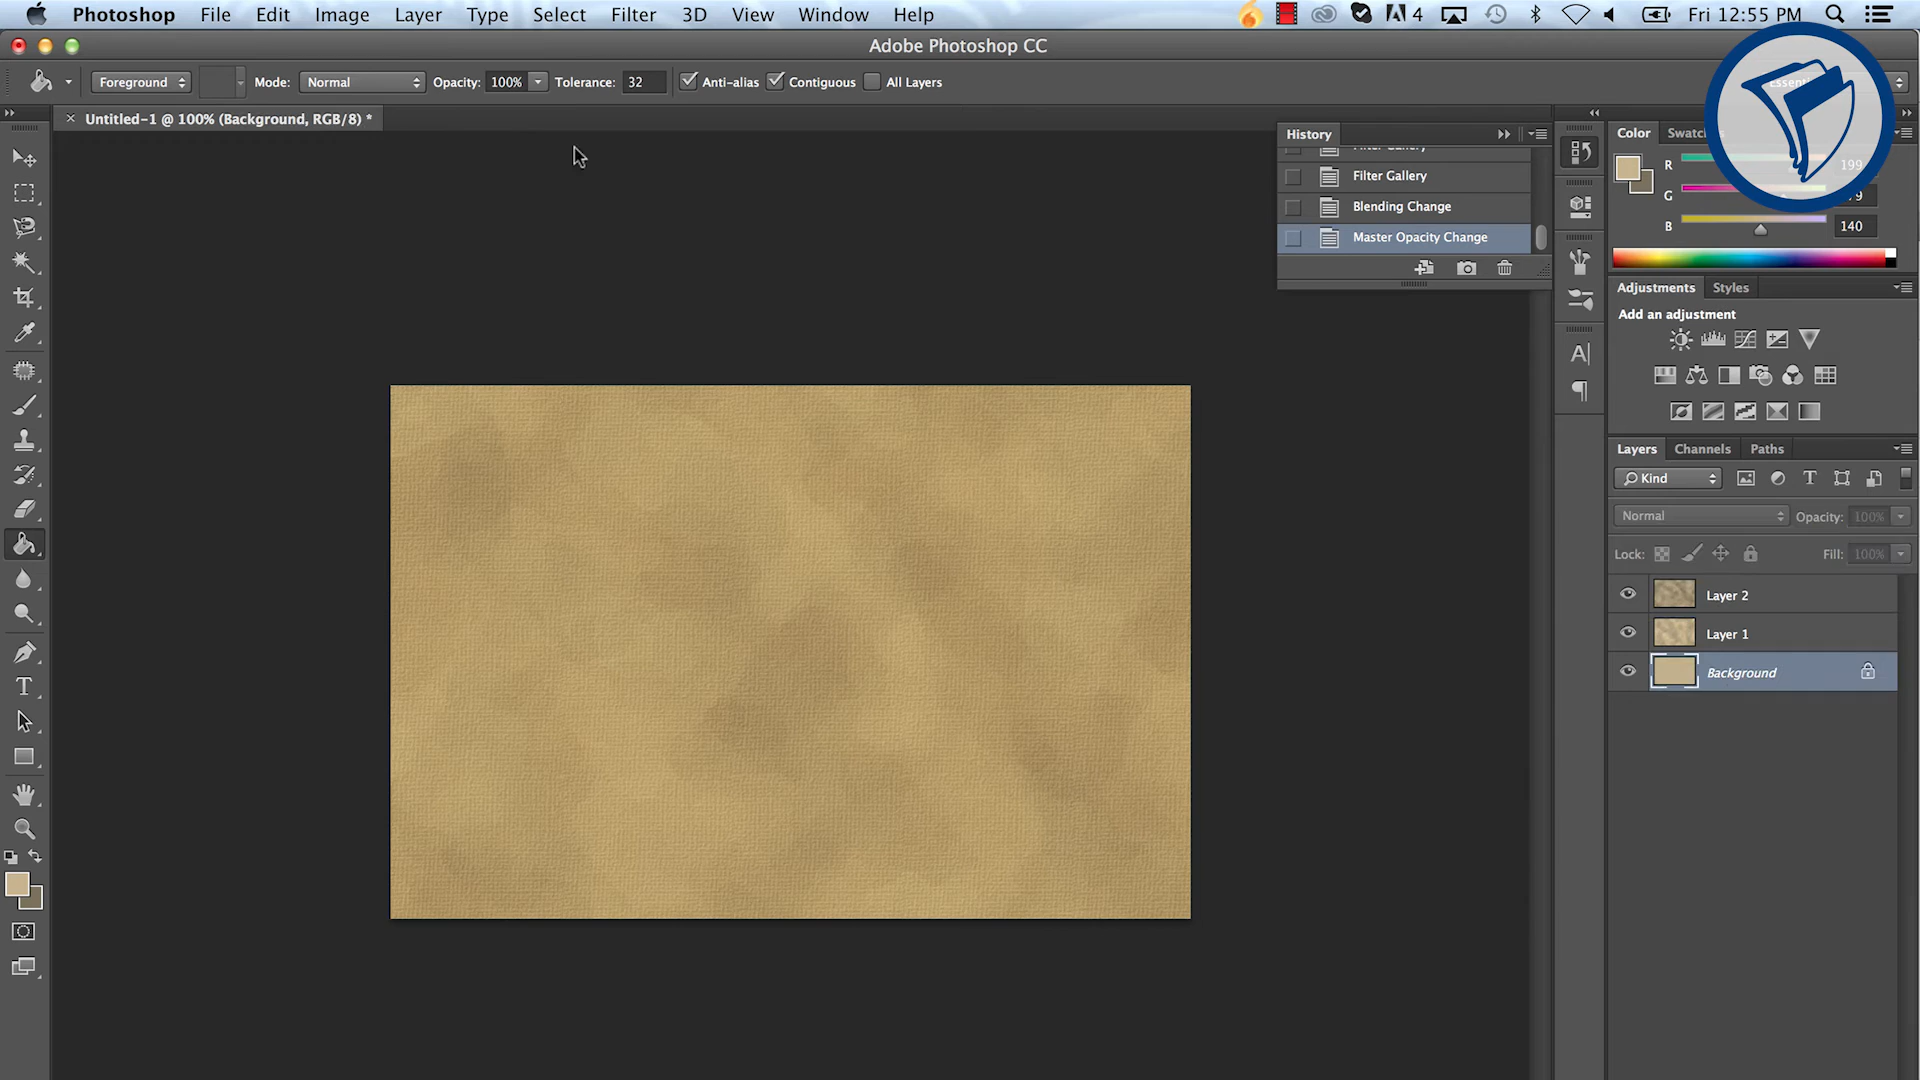 Photoshop File Edit Image Layer Type Select Filter 3D View Window Help 4 Fri 12:55 PM
Adobe Photoshop CC
Foreground Mode: Normal Opacity: 100% Tolerance: 32 Anti-alias Contiguous All Layers
Untitled-1 @ 100% (Background, RGB/8) *
History
Filter Gallery
Filter Gallery
Blending Change
Master Opacity Change
Color
R 199
G
B 140
Adjustments Styles
Add an adjustment
Layers Channels Paths
Kind
Normal Opacity: 100%
Lock: Fill: 100%
Layer 2
Layer 1
Background